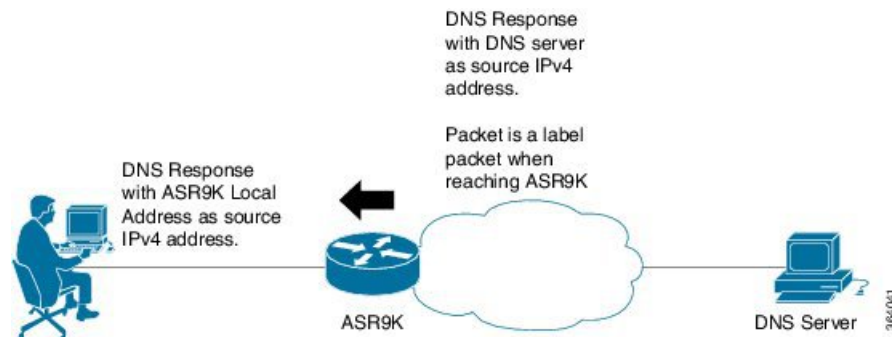 DNS Response
with DNS server
as source IPv4
address.
Packet is a label
packet when
reaching ASR9K
DNS Response
with ASR9K Local
Address as source
IPv4 address.
ASR9K
DNS Server
366061